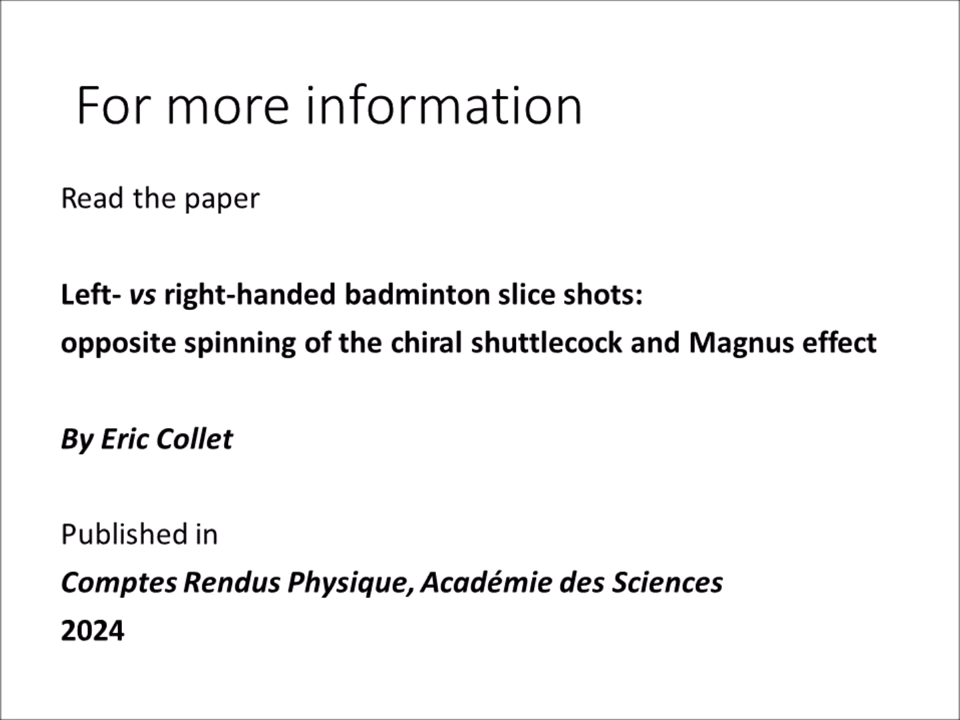 For more information
Read the paper
Left- vs right-handed badminton slice shots:
opposite spinning of the chiral shuttlecock and Magnus effect
By Eric Collet
Published in
Comptes Rendus Physique, Académie des Sciences
2024